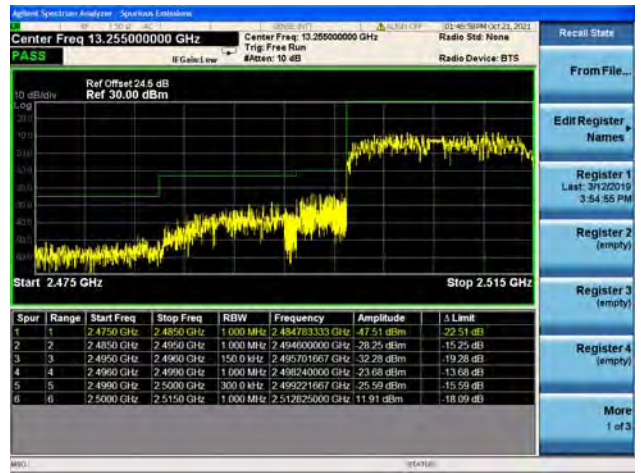 Agilent Spectrum Analyzer - Spurious Emissions
RF 50 Ω AC SENSE:INT ALIGN OFF 01:46:58 PM Oct 21, 2021
Center Freq 13.255000000 GHz Center Freq: 13.255000000 GHz Radio Std: None Recall State
PASS Trig: Free Run
IFGain:Low #Atten: 10 dB Radio Device: BTS
From File...
Ref Offset 24.5 dB
10 dB/div Ref 30.00 dBm
Log
Edit Register
Names
Register 1
Last: 3/12/2019
3:54:55 PM
Register 2
(empty)
Start 2.475 GHz Stop 2.515 GHz
Register 3
(empty)
Spur Range Start Freq Stop Freq RBW Frequency Amplitude Δ Limit
1 1 2.4750 GHz 2.4850 GHz 1.000 MHz 2.484783333 GHz -47.51 dBm -22.51 dB
2 2 2.4850 GHz 2.4950 GHz 1.000 MHz 2.494600000 GHz -28.25 dBm -15.25 dB
3 3 2.4950 GHz 2.4960 GHz 150.0 kHz 2.495701667 GHz -32.28 dBm -19.28 dB
4 4 2.4960 GHz 2.4990 GHz 1.000 MHz 2.498240000 GHz -23.68 dBm -13.68 dB
5 5 2.4990 GHz 2.5000 GHz 300.0 kHz 2.499221667 GHz -25.59 dBm -15.59 dB
6 6 2.5000 GHz 2.5150 GHz 1.000 MHz 2.512825000 GHz 11.91 dBm -18.09 dB
Register 4
(empty)
More
1 of 3
MSG STATUS